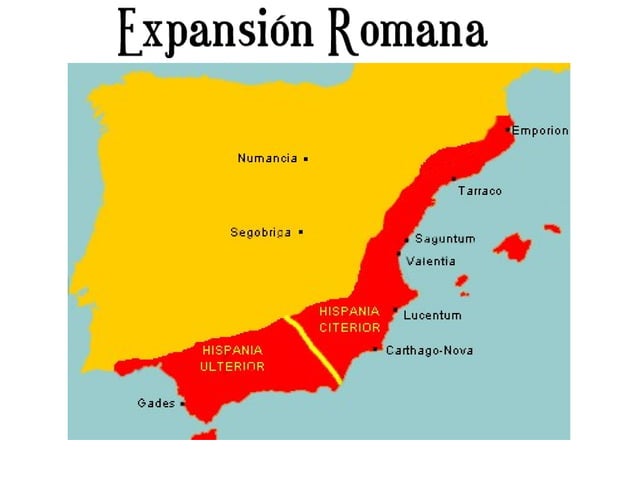 Expansión Romana
Emporion
Numancia
Tarraco
Segobriga
Saguntum
Valentia
HISPANIA
CITERIOR
Lucentum
HISPANIA
ULTERIOR
Carthago-Nova
Gades